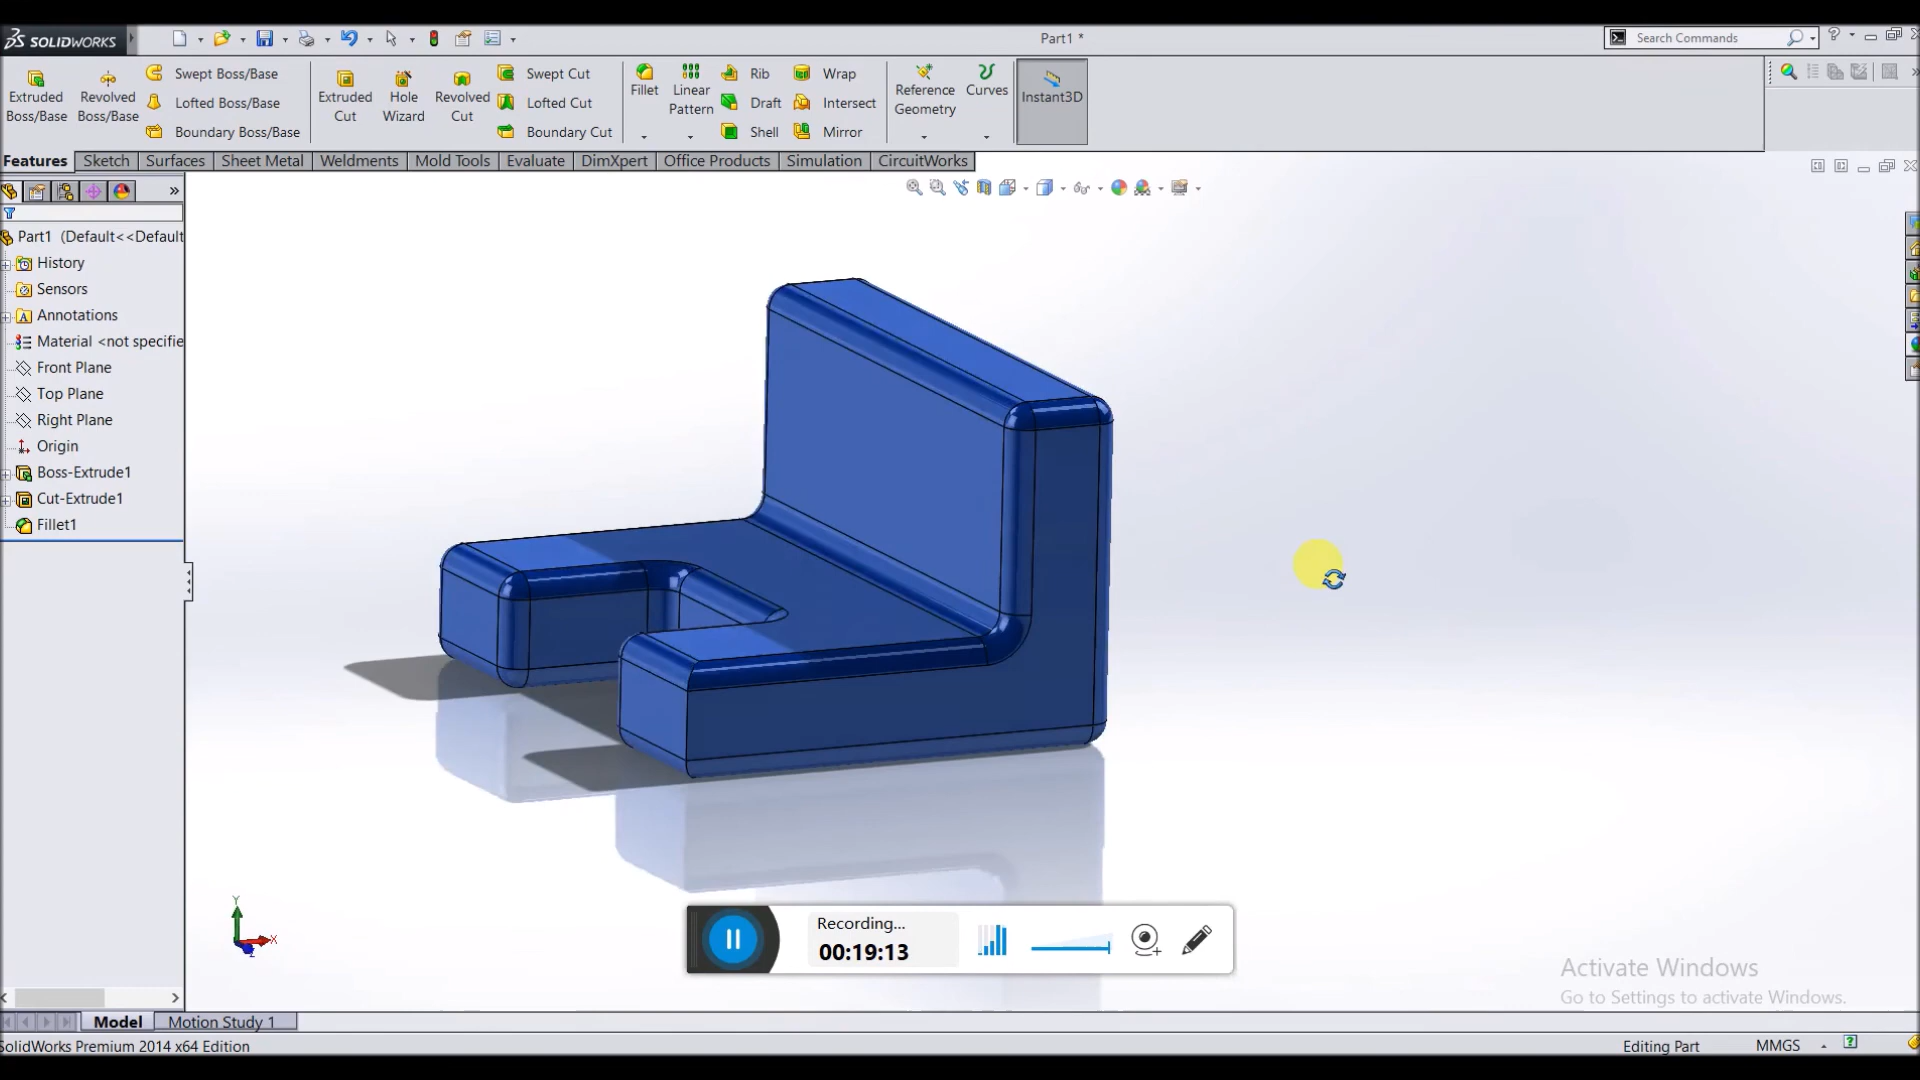 SOLIDWORKS
Part1 *
Search Commands
Extruded Boss/Base
Revolved Boss/Base
Swept Boss/Base
Lofted Boss/Base
Boundary Boss/Base
Extruded Cut
Hole Wizard
Revolved Cut
Swept Cut
Lofted Cut
Boundary Cut
Fillet
Linear Pattern
Rib
Draft
Shell
Wrap
Intersect
Mirror
Reference Geometry
Curves
Instant3D
Features Sketch Surfaces Sheet Metal Weldments Mold Tools Evaluate DimXpert Office Products Simulation CircuitWorks
Part1 (Default<<Default
History
Sensors
Annotations
Material <not specifie
Front Plane
Top Plane
Right Plane
Origin
Boss-Extrude1
Cut-Extrude1
Fillet1
Y
X
Z
Recording...
00:19:13
Activate Windows
Go to Settings to activate Windows.
Model Motion Study 1
SolidWorks Premium 2014 x64 Edition
Editing Part
MMGS